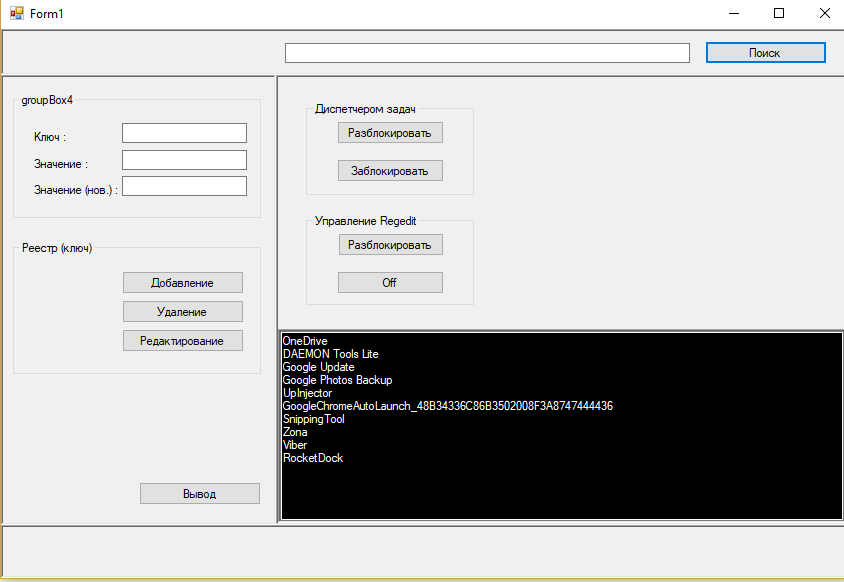 Form1
Поиск
groupBox4
Ключ :
Значение :
Значение (нов.) :
Реестр (ключ)
Добавление
Удаление
Редактирование
Вывод
Диспетчером задач
Разблокировать
Заблокировать
Управление Regedit
Разблокировать
Off
OneDrive
DAEMON Tools Lite
Google Update
Google Photos Backup
UpInjector
GoogleChromeAutoLaunch_48B34336C86B3502008F3A8747444436
SnippingTool
Zona
Viber
RocketDock